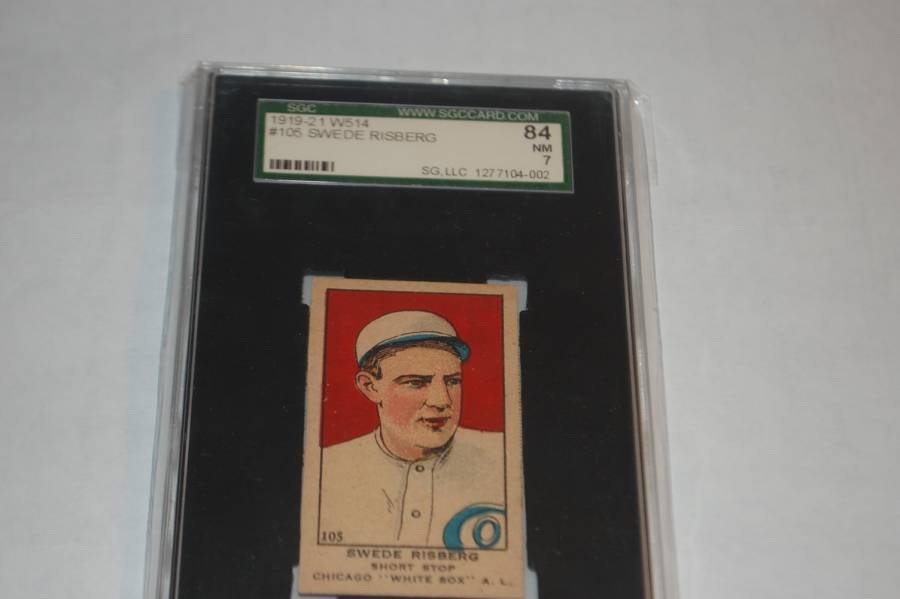 SGC WWW.SGCCARD.COM
1919-21 W514 84
#105 SWEDE RISBERG NM
7
SG, LLC 1277104-002
105
SWEDE RISBERG
SHORT STOP
CHICAGO "WHITE SOX" A. L.